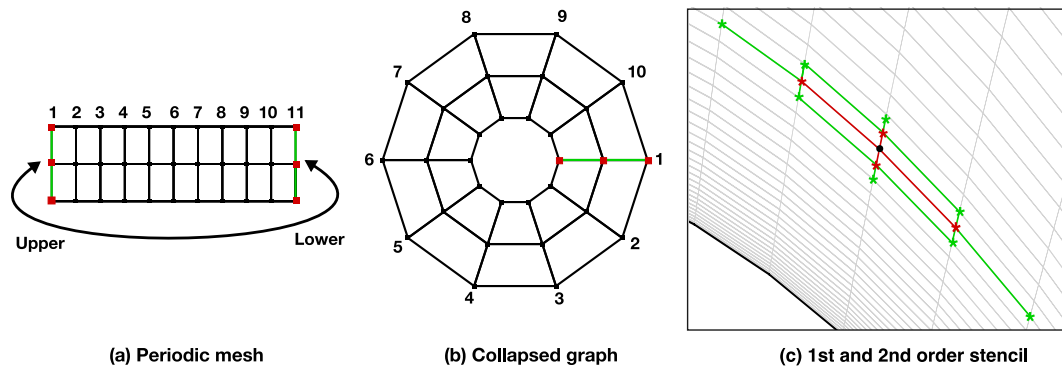 1 2 3 4 5 6 7 8 9 10 11
Upper
Lower
(a) Periodic mesh
8 9
7 10
6 1
5 2
4 3
(b) Collapsed graph
(c) 1st and 2nd order stencil